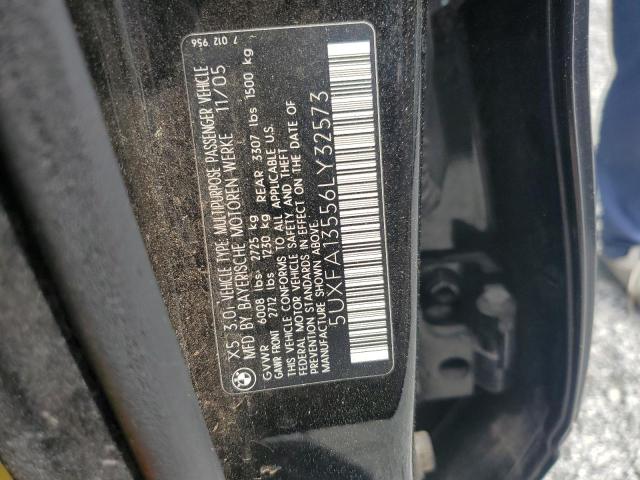 7 012 956
X5 3.0i VEHICLE TYPE MULTIPURPOSE PASSENGER VEHICLE
MFD BY BAYERISCHE MOTOREN WERKE 11/05
GVWR 6008 lbs 2725 kg
GAWR FRONT 2712 lbs 1230 kg REAR 3307 lbs 1500 kg
THIS VEHICLE CONFORMS TO ALL APPLICABLE U.S.
FEDERAL MOTOR VEHICLE SAFETY AND THEFT
PREVENTION STANDARDS IN EFFECT ON THE DATE OF
MANUFACTURE SHOWN ABOVE.
5UXFA13556LY32573